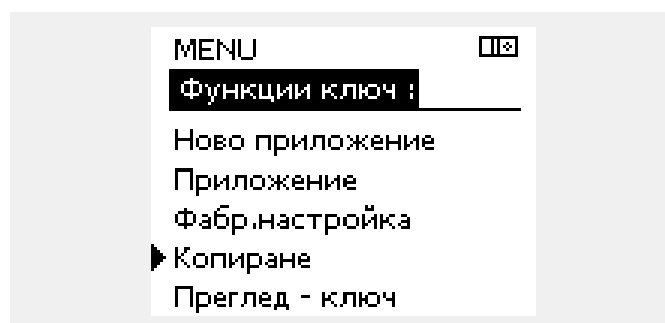 MENU
Функции ключ :
Ново приложение
Приложение
Фабр.настройка
Копиране
Преглед - ключ